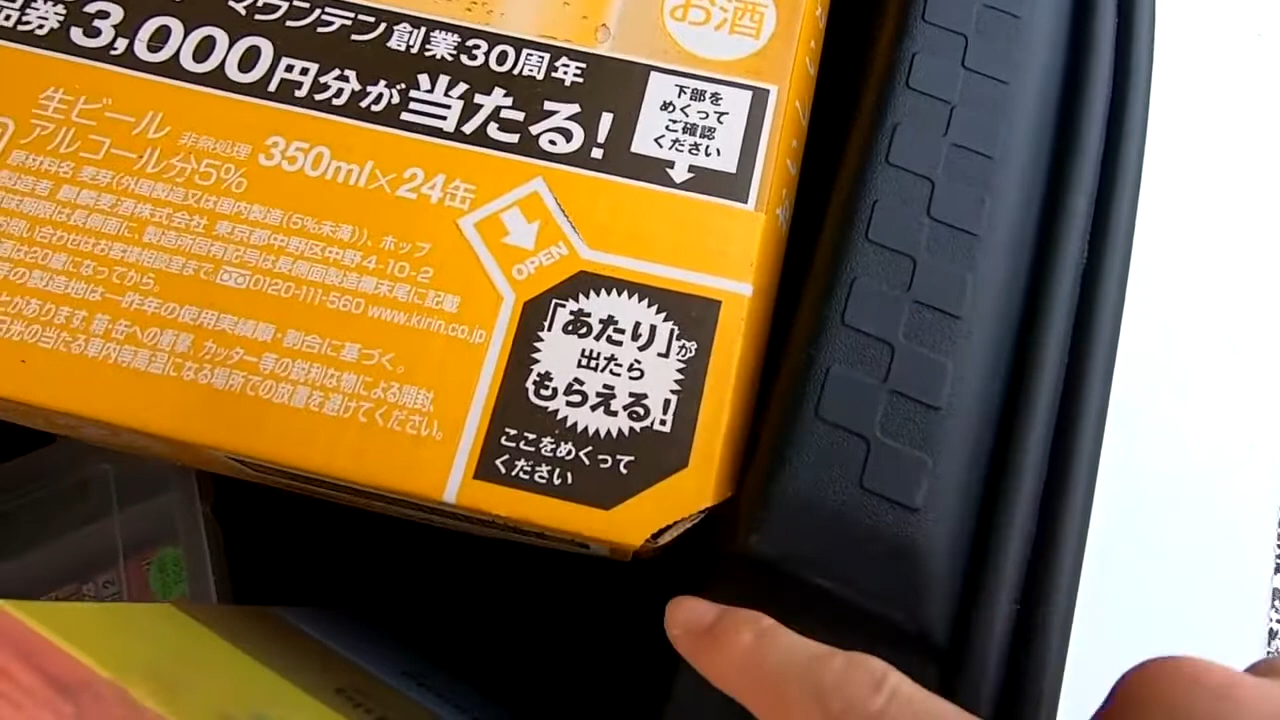 お酒
マウンテン創業30周年
品券3,000円分が当たる!
下部を
めくって
ご確認
ください
生ビール 非熱処理 350ml×24缶
アルコール分5%
原材料名 麦芽(外国製造又は国内製造(5%未満))、ホップ
製造者 麒麟麦酒株式会社 東京都中野区中野4-10-2
味期限は長側面に、製造所固有記号は長側面製造欄末尾に記載
お問い合わせはお客様相談室まで。 0120-111-560 www.kirin.co.jp
酒は20歳になってから。
等の製造地は一昨年の使用実績順・割合に基づく。
とがあります。箱・缶への衝撃、カッター等の鋭利な物による開封、
日光の当たる車内等高温になる場所での放置を避けてください。
OPEN
「あたり」が
出たら
もらえる!
ここをめくって
ください